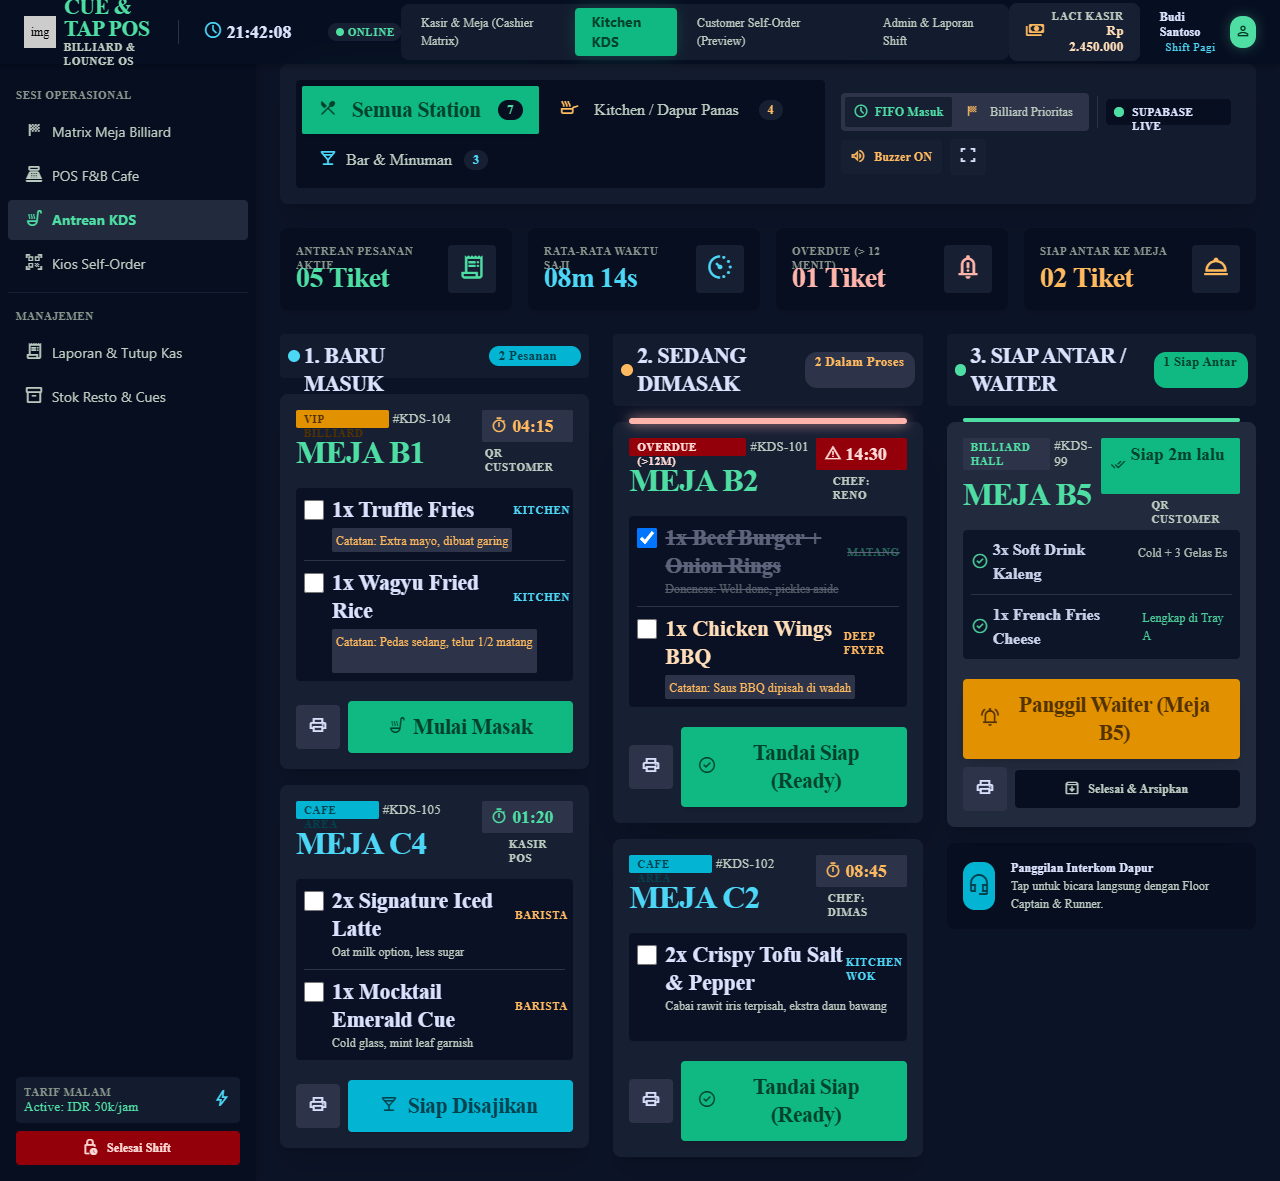 img
CUE &
TAP POS
BILLIARD &
LOUNGE OS
21:42:08
ONLINE
Kasir & Meja (Cashier
Matrix)
Kitchen
KDS
Customer Self-Order
(Preview)
Admin & Laporan
Shift
LACI KASIR
Rp
2.450.000
Budi
Santoso
Shift Pagi
SESI OPERASIONAL
Matrix Meja Billiard
POS F&B Cafe
Antrean KDS
Kios Self-Order
MANAJEMEN
Laporan & Tutup Kas
Stok Resto & Cues
TARIF MALAM
Active: IDR 50k/jam
Selesai Shift
Semua Station
7
Kitchen / Dapur Panas
4
Bar & Minuman
3
FIFO Masuk
Billiard Prioritas
SUPABASE
LIVE
Buzzer ON
ANTREAN PESANAN
AKTIF
05 Tiket
RATA-RATA WAKTU
SAJI
08m 14s
OVERDUE (> 12
MENIT)
01 Tiket
SIAP ANTAR KE MEJA
02 Tiket
1. BARU
MASUK
2 Pesanan
VIP
BILLIARD
#KDS-104
04:15
MEJA B1
QR
CUSTOMER
1x Truffle Fries
KITCHEN
Catatan: Extra mayo, dibuat garing
1x Wagyu Fried
Rice
KITCHEN
Catatan: Pedas sedang, telur 1/2 matang
Mulai Masak
CAFE
AREA
#KDS-105
01:20
MEJA C4
KASIR
POS
2x Signature Iced
Latte
BARISTA
Oat milk option, less sugar
1x Mocktail
Emerald Cue
BARISTA
Cold glass, mint leaf garnish
Siap Disajikan
2. SEDANG
DIMASAK
2 Dalam Proses
OVERDUE
(>12M)
#KDS-101
14:30
MEJA B2
CHEF:
RENO
1x Beef Burger +
Onion Rings
MATANG
Doneness: Well done, pickles aside
1x Chicken Wings
BBQ
DEEP
FRYER
Catatan: Saus BBQ dipisah di wadah
Tandai Siap
(Ready)
CAFE
AREA
#KDS-102
08:45
MEJA C2
CHEF:
DIMAS
2x Crispy Tofu Salt
& Pepper
KITCHEN
WOK
Cabai rawit iris terpisah, ekstra daun bawang
Tandai Siap
(Ready)
3. SIAP ANTAR /
WAITER
1 Siap Antar
BILLIARD
HALL
#KDS-
99
Siap 2m lalu
MEJA B5
QR
CUSTOMER
3x Soft Drink
Kaleng
Cold + 3 Gelas Es
1x French Fries
Cheese
Lengkap di Tray
A
Panggil Waiter (Meja
B5)
Selesai & Arsipkan
Panggilan Interkom Dapur
Tap untuk bicara langsung dengan Floor
Captain & Runner.